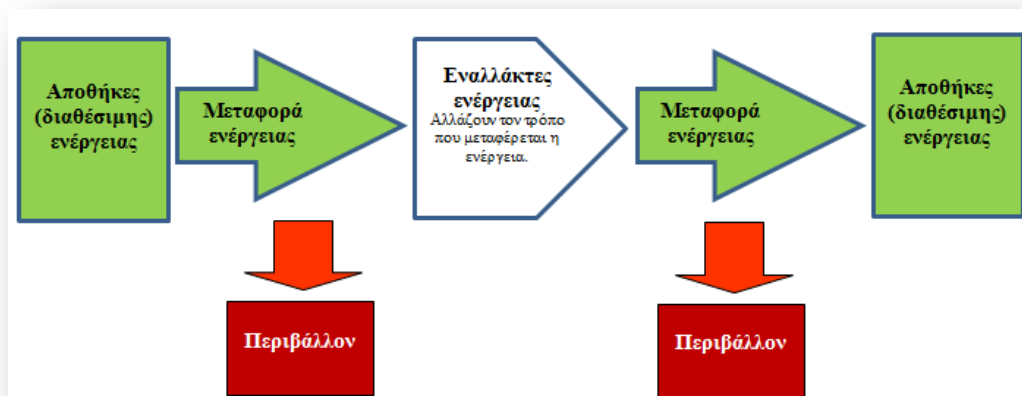 Αποθήκες
(διαθέσιμης)
ενέργειας
Μεταφορά
ενέργειας
Εναλλάκτες
ενέργειας
Αλλάζουν τον τρόπο
που μεταφέρεται η
ενέργεια.
Μεταφορά
ενέργειας
Αποθήκες
(διαθέσιμης)
ενέργειας
Περιβάλλον
Περιβάλλον